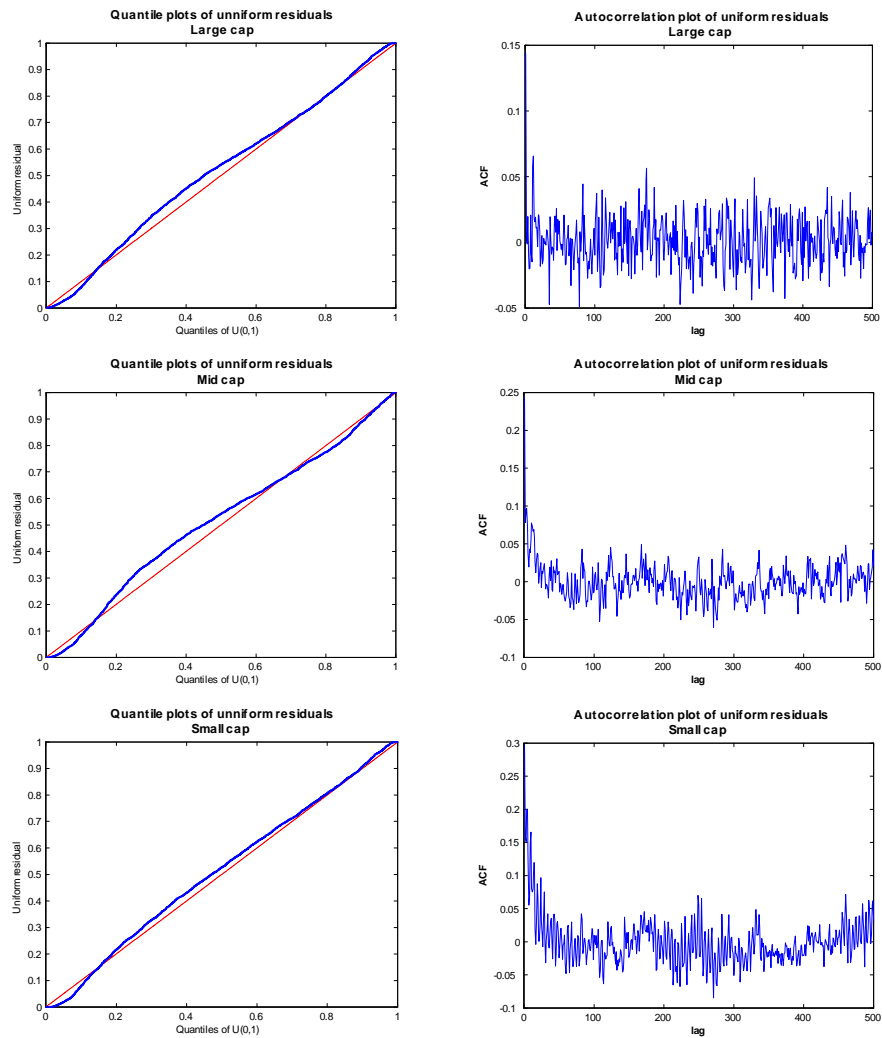 Quantile plots of unniform residuals
Large cap
1
0.9
0.8
0.7
0.6
0.5
0.4
0.3
0.2
0.1
0
Uniform residual
0 0.2 0.4 0.6 0.8 1
Quantiles of U(0,1)
Autocorrelation plot of uniform residuals
Large cap
0.15
0.1
0.05
0
-0.05
ACF
0 100 200 300 400 500
lag
Quantile plots of unniform residuals
Mid cap
1
0.9
0.8
0.7
0.6
0.5
0.4
0.3
0.2
0.1
0
Uniform residual
0 0.2 0.4 0.6 0.8 1
Quantiles of U(0,1)
Autocorrelation plot of uniform residuals
Mid cap
0.25
0.2
0.15
0.1
0.05
0
-0.05
-0.1
ACF
0 100 200 300 400 500
lag
Quantile plots of unniform residuals
Small cap
1
0.9
0.8
0.7
0.6
0.5
0.4
0.3
0.2
0.1
0
Uniform residual
0 0.2 0.4 0.6 0.8 1
Quantiles of U(0,1)
Autocorrelation plot of uniform residuals
Small cap
0.3
0.25
0.2
0.15
0.1
0.05
0
-0.05
-0.1
ACF
0 100 200 300 400 500
lag